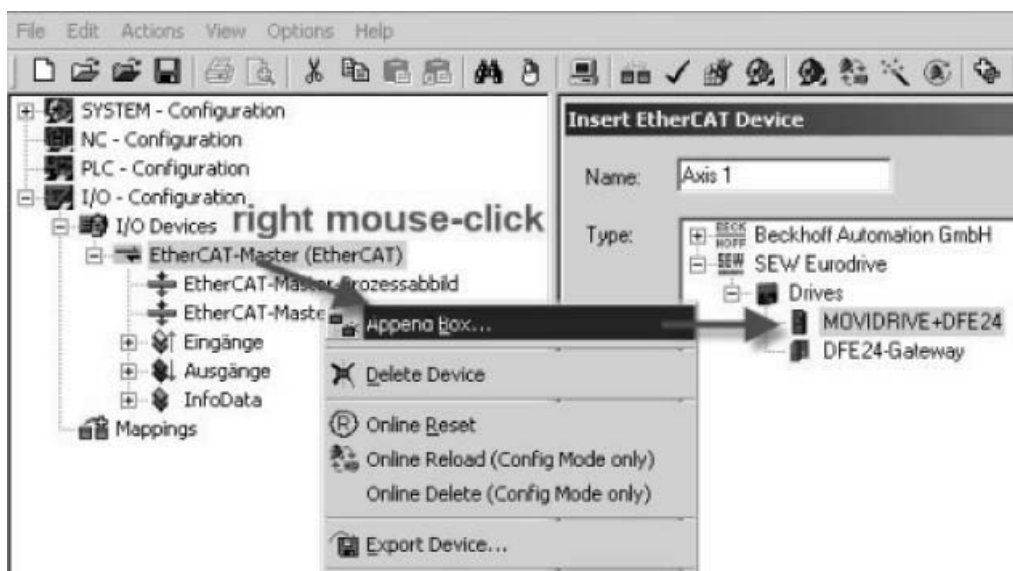 File Edit Actions View Options Help
SYSTEM - Configuration
NC - Configuration
PLC - Configuration
I/O - Configuration
I/O Devices
right mouse-click
EtherCAT-Master (EtherCAT)
EtherCAT-Master-Prozessabbild
EtherCAT-Maste
Eingänge
Ausgänge
InfoData
Mappings
Append Box...
Delete Device
Online Reset
Online Reload (Config Mode only)
Online Delete (Config Mode only)
Export Device...
Insert EtherCAT Device
Name: Axis 1
Type:
BECK
HOFF
Beckhoff Automation GmbH
SEW
SEW Eurodrive
Drives
MOVIDRIVE+DFE24
DFE24-Gateway